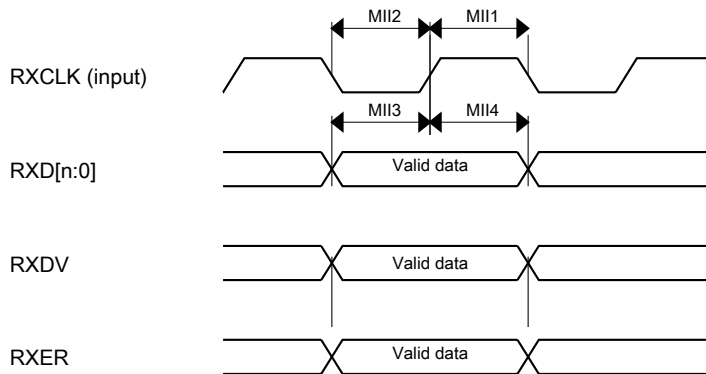 MII2 MII1
RXCLK (input)
MII3 MII4
RXD[n:0] Valid data
RXDV Valid data
RXER Valid data